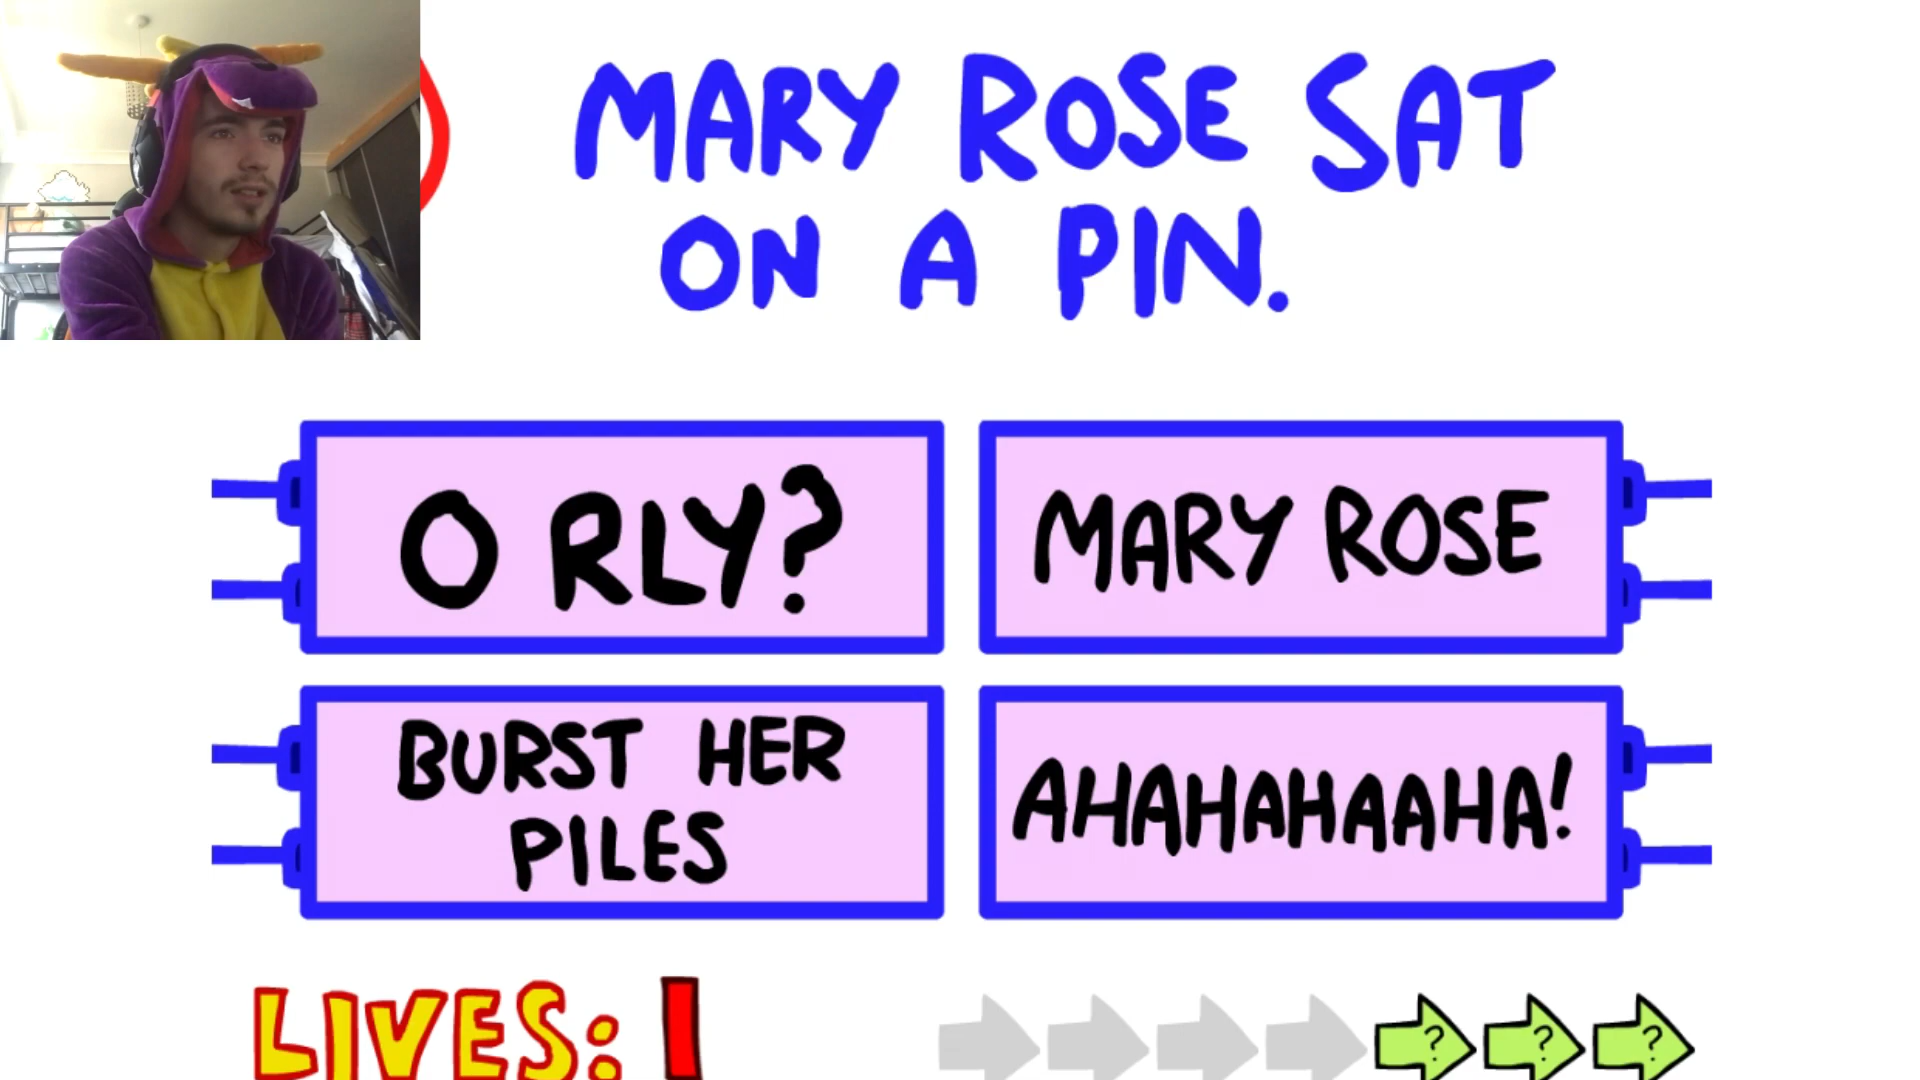 MARY ROSE SAT
ON A PIN.
O RLY?
MARY ROSE
BURST HER
PILES
AHAHAHAAHA!
LIVES: 1
? ? ?